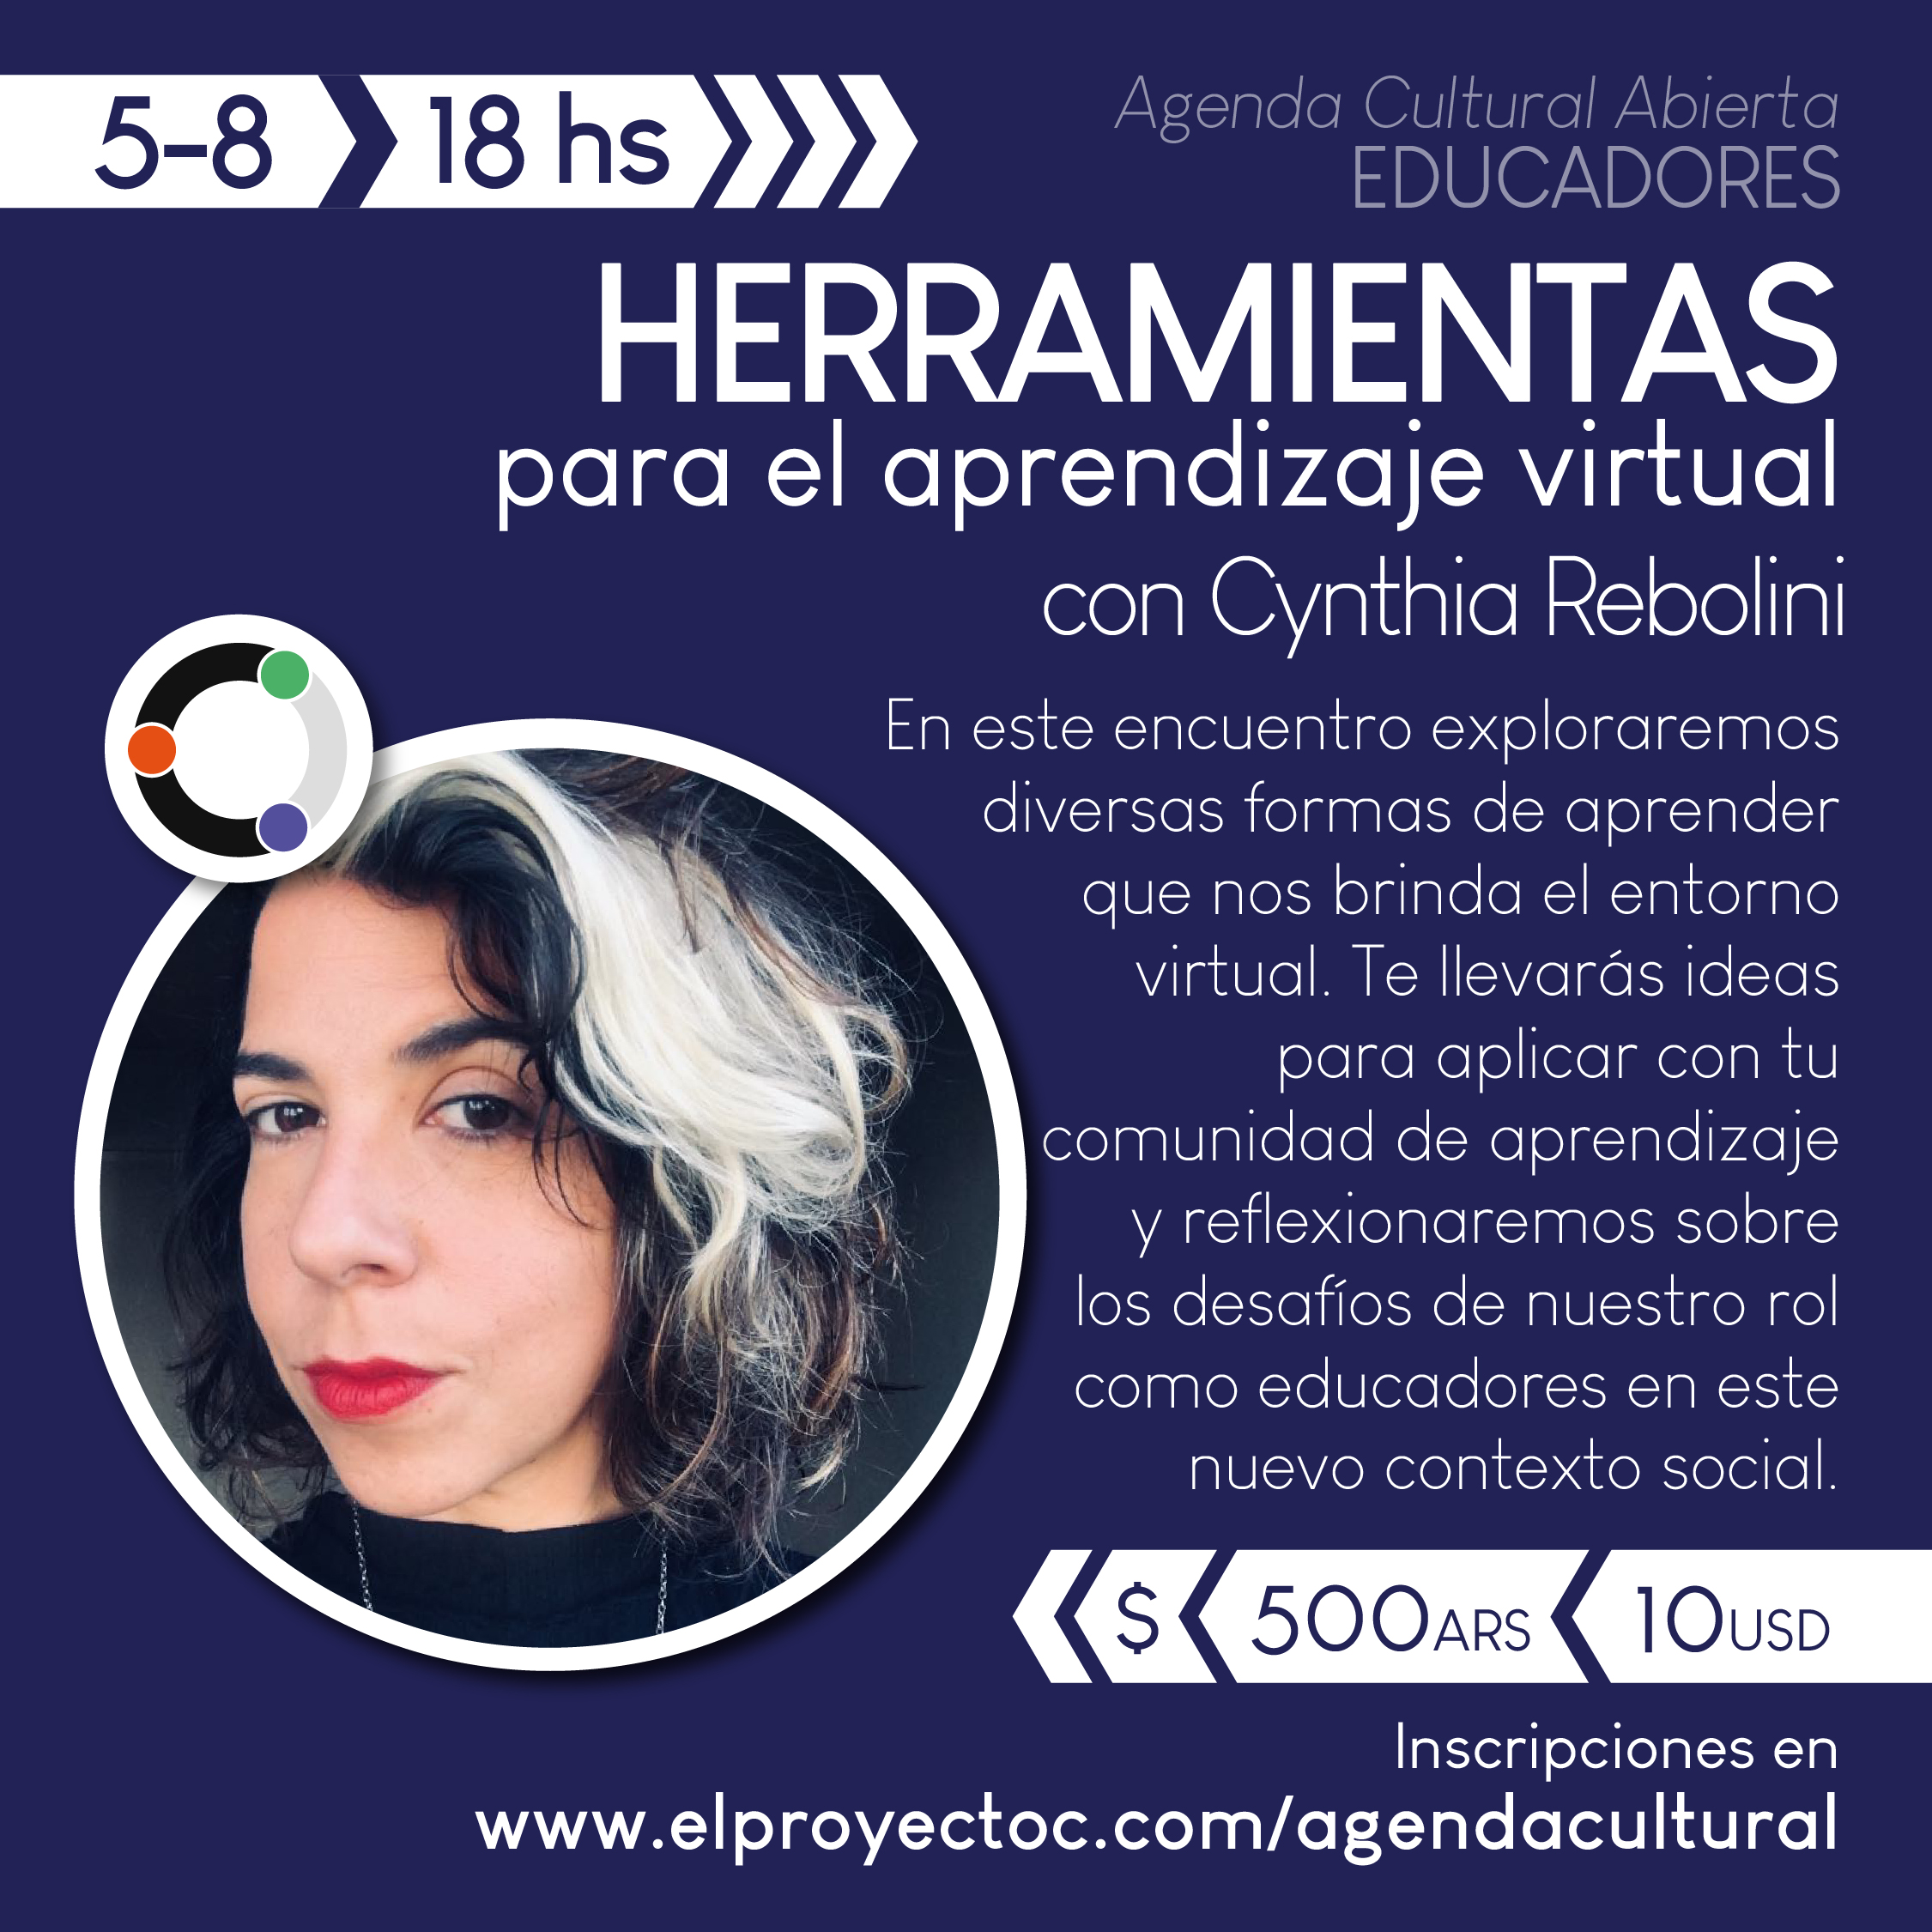 5-8 18 hs
Agenda Cultural Abierta
EDUCADORES
HERRAMIENTAS
para el aprendizaje virtual
con Cynthia Rebolini
En este encuentro exploraremos
diversas formas de aprender
que nos brinda el entorno
virtual. Te llevarás ideas
para aplicar con tu
comunidad de aprendizaje
y reflexionaremos sobre
los desafíos de nuestro rol
como educadores en este
nuevo contexto social.
$ 500ARS 10USD
Inscripciones en
www.elproyectoc.com/agendacultural